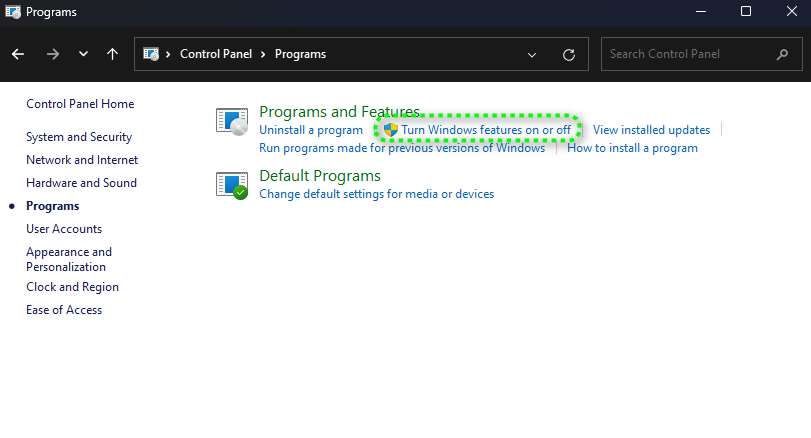 Programs
Control Panel > Programs
Search Control Panel
Control Panel Home
System and Security
Network and Internet
Hardware and Sound
Programs
User Accounts
Appearance and
Personalization
Clock and Region
Ease of Access
Programs and Features
Uninstall a program | Turn Windows features on or off | View installed updates |
Run programs made for previous versions of Windows | How to install a program
Default Programs
Change default settings for media or devices